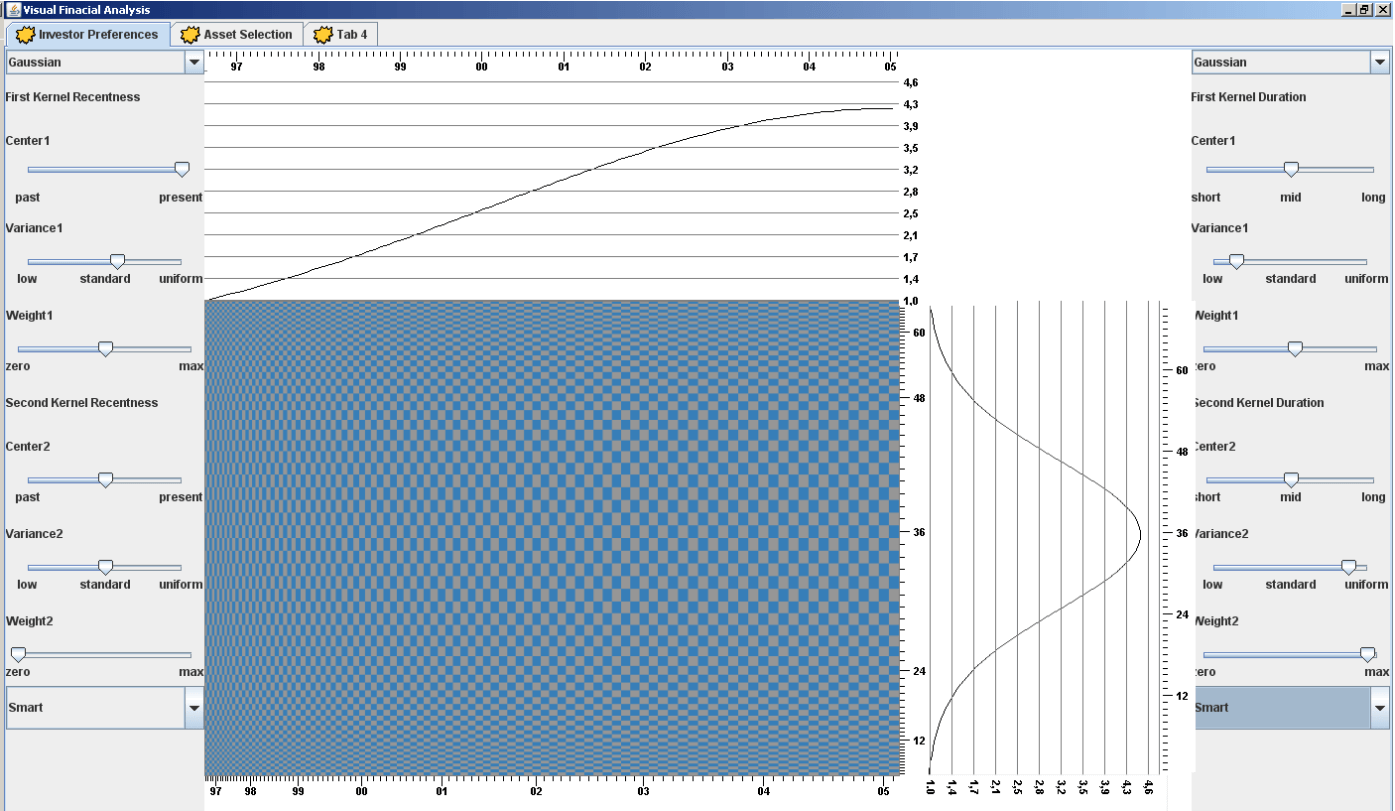 Visual Finacial Analysis
Investor Preferences
Asset Selection
Tab 4
Gaussian
First Kernel Recentness
Center1
past present
Variance1
low standard uniform
Weight1
zero max
Second Kernel Recentness
Center2
past present
Variance2
low standard uniform
Weight2
zero max
Smart
97 98 99 00 01 02 03 04 05
4,6
4,3
3,9
3,5
3,2
2,8
2,5
2,1
1,7
1,4
1,0
60
48
36
24
12
97 98 99 00 01 02 03 04 05
60
48
36
24
12
1,0 1,4 1,7 2,1 2,5 2,8 3,2 3,5 3,9 4,3 4,6
Gaussian
First Kernel Duration
Center1
short mid long
Variance1
low standard uniform
Weight1
zero max
Second Kernel Duration
Center2
short mid long
Variance2
low standard uniform
Weight2
zero max
Smart